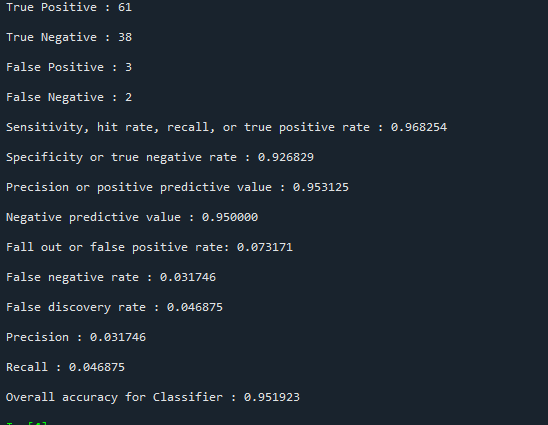 True Positive : 61
True Negative : 38
False Positive : 3
False Negative : 2
Sensitivity, hit rate, recall, or true positive rate : 0.968254
Specificity or true negative rate : 0.926829
Precision or positive predictive value : 0.953125
Negative predictive value : 0.950000
Fall out or false positive rate: 0.073171
False negative rate : 0.031746
False discovery rate : 0.046875
Precision : 0.031746
Recall : 0.046875
Overall accuracy for Classifier : 0.951923